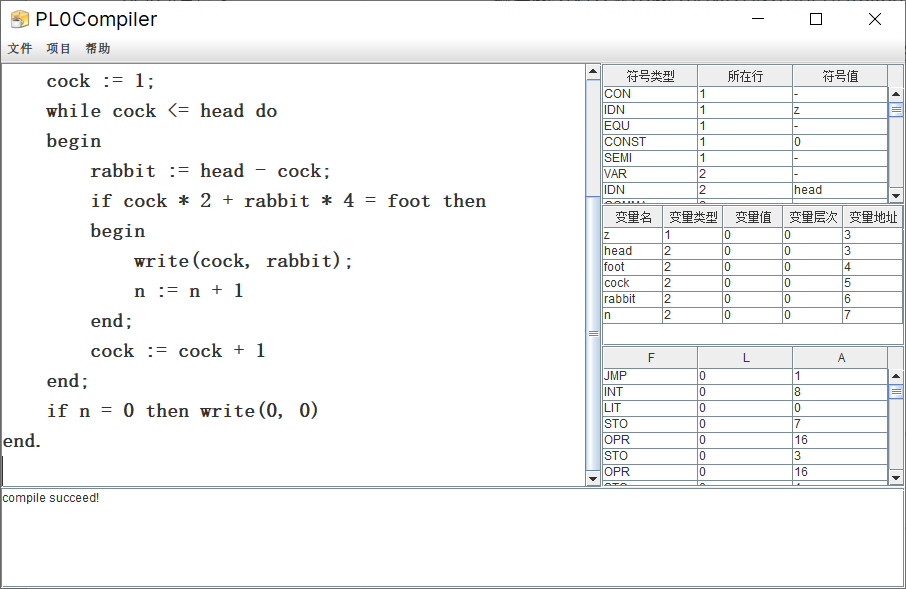 PL0Compiler
文件 项目 帮助
cock := 1;
while cock <= head do
begin
rabbit := head - cock;
if cock * 2 + rabbit * 4 = foot then
begin
write(cock, rabbit);
n := n + 1
end;
cock := cock + 1
end;
if n = 0 then write(0, 0)
end.
符号类型 所在行 符号值
CON 1 -
IDN 1 z
EQU 1 -
CONST 1 0
SEMI 1 -
VAR 2 -
IDN 2 head
变量名 变量类型 变量值 变量层次 变量地址
z 1 0 0 3
head 2 0 0 3
foot 2 0 0 4
cock 2 0 0 5
rabbit 2 0 0 6
n 2 0 0 7
F L A
JMP 0 1
INT 0 8
LIT 0 0
STO 0 7
OPR 0 16
STO 0 3
OPR 0 16
compile succeed!